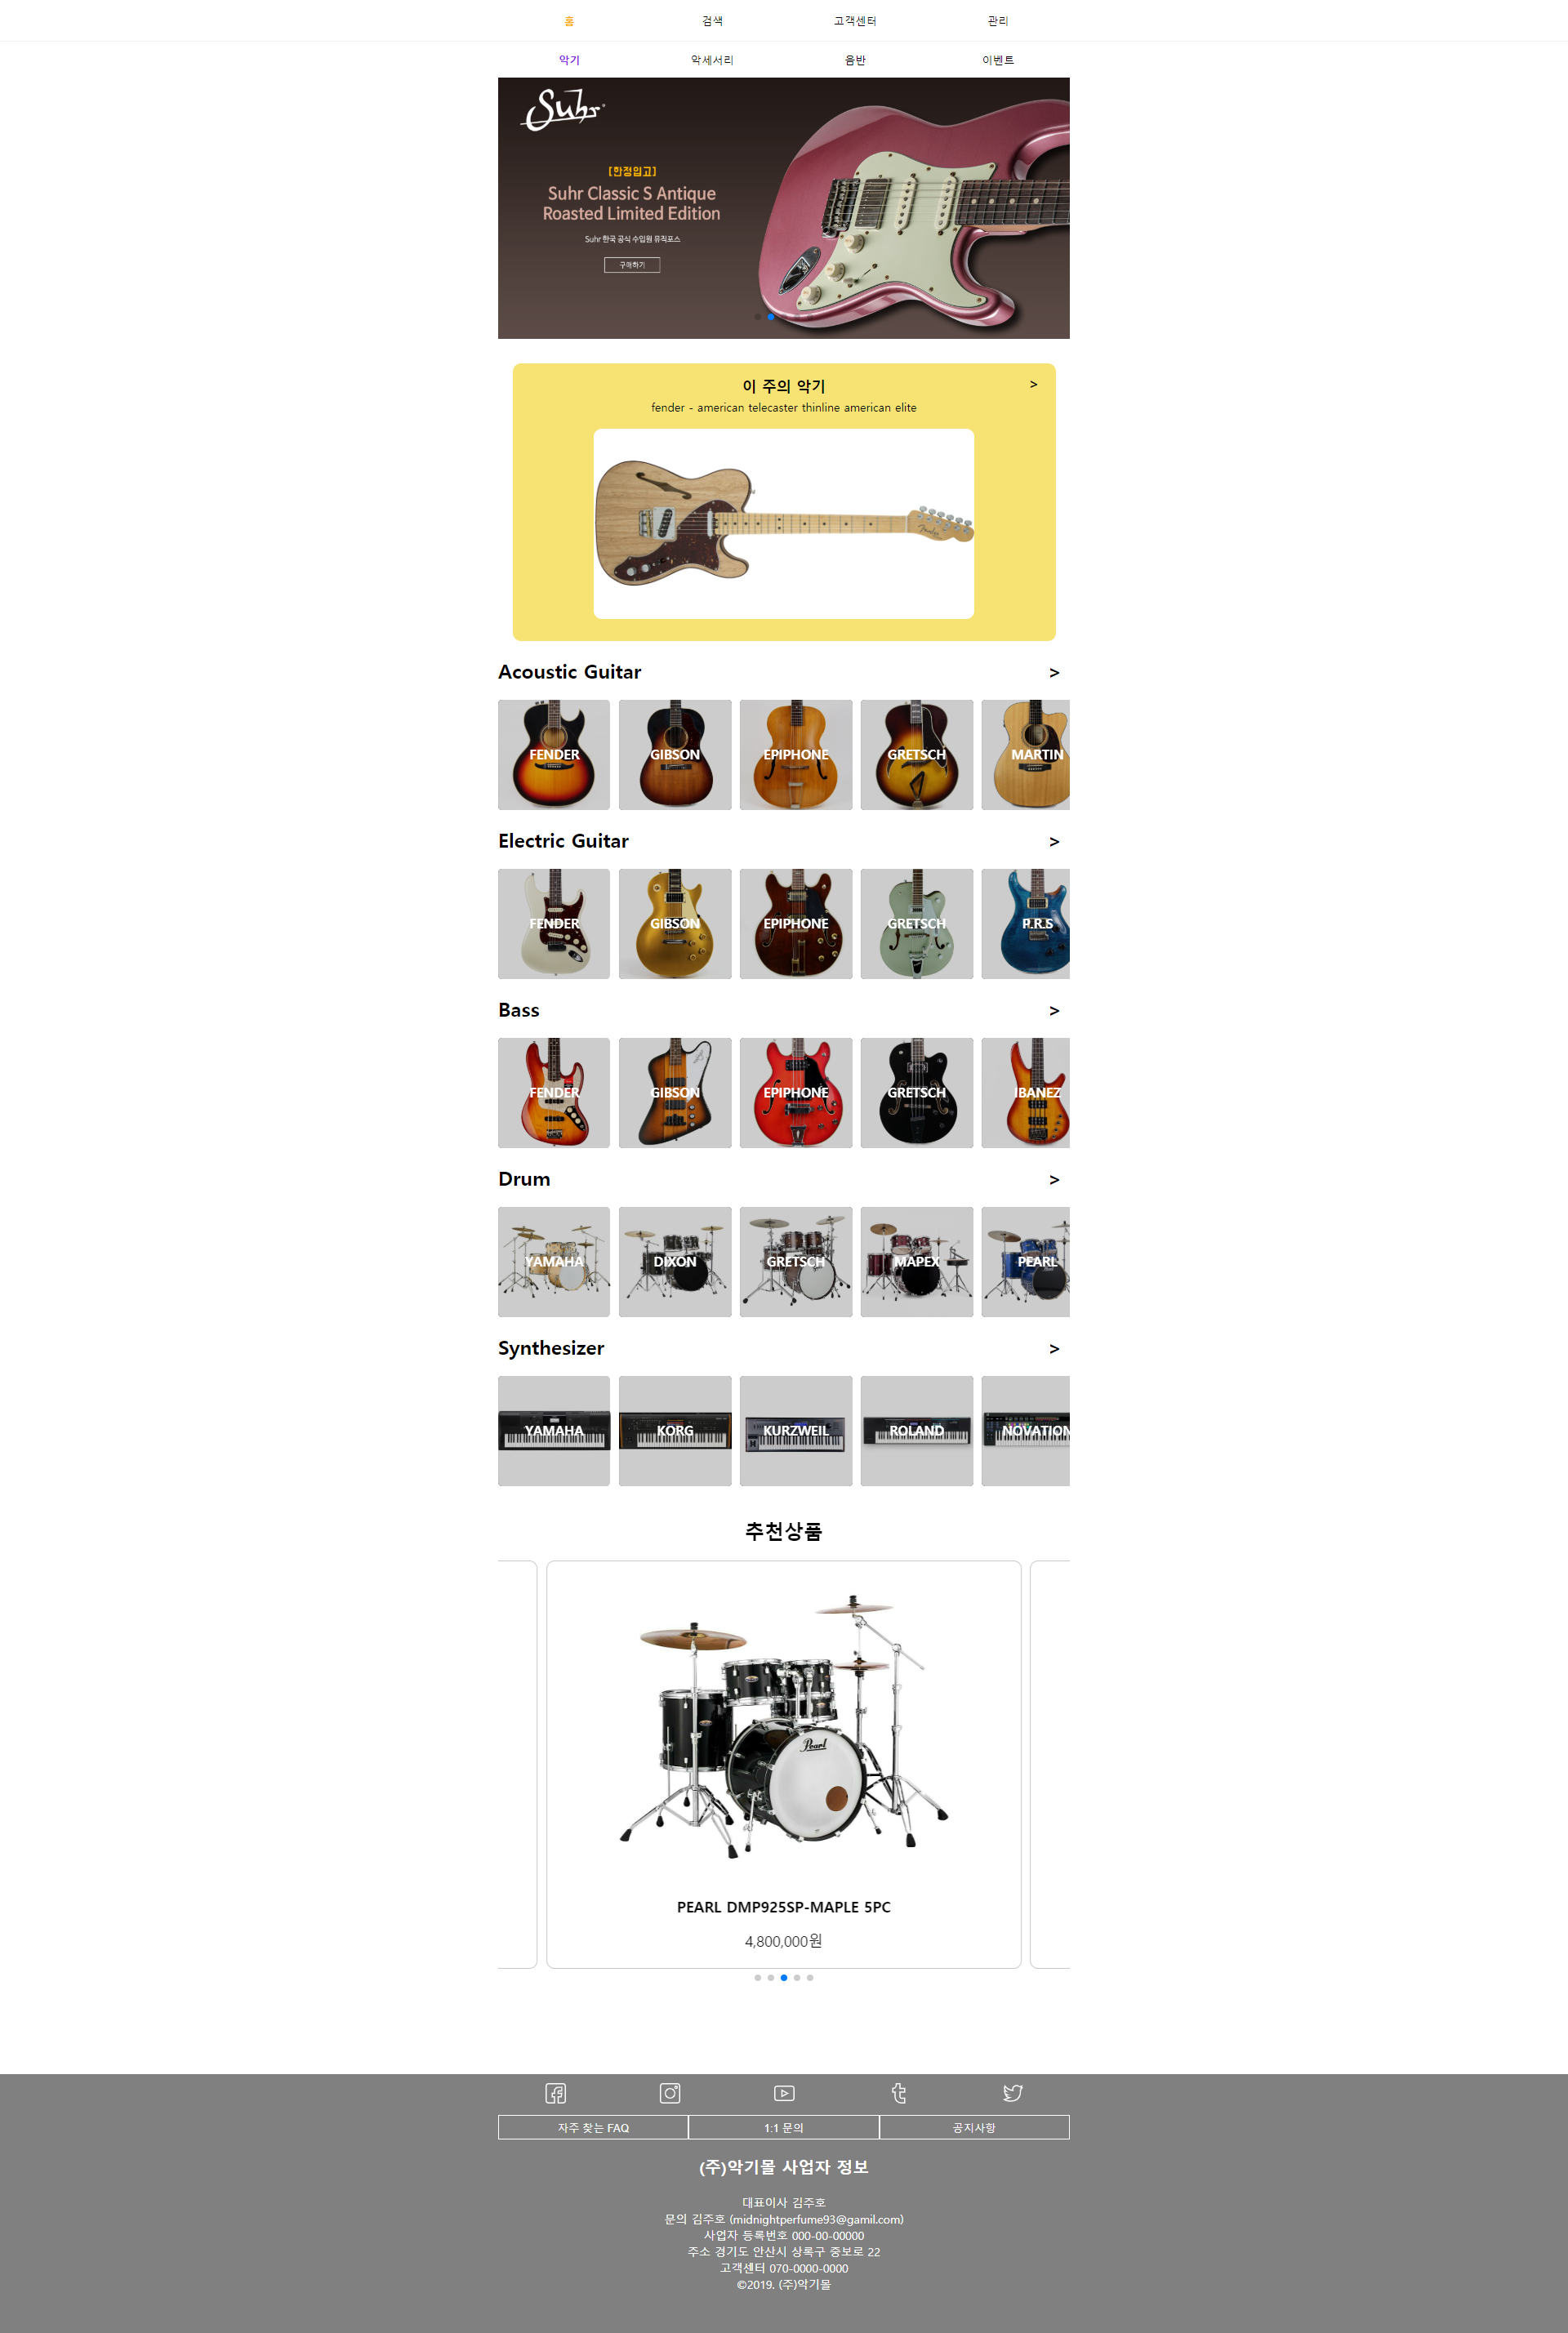 홈
검색
고객센터
관리
악기
악세서리
음반
이벤트
Suhr
[한정입고]
Suhr Classic S Antique
Roasted Limited Edition
Suhr 한국 공식 수입원 뮤직포스
구매하기
이 주의 악기
>
fender - american telecaster thinline american elite
Fender
Acoustic Guitar
>
FENDER
GIBSON
EPIPHONE
GRETSCH
MARTIN
Electric Guitar
>
FENDER
GIBSON
EPIPHONE
GRETSCH
P.R.S
Bass
>
FENDER
GIBSON
EPIPHONE
GRETSCH
IBANEZ
Drum
>
YAMAHA
DIXON
GRETSCH
MAPEX
PEARL
Synthesizer
>
YAMAHA
KORG
KURZWEIL
ROLAND
NOVATION
추천상품
Pearl
PEARL DMP925SP-MAPLE 5PC
4,800,000원
자주 찾는 FAQ
1:1 문의
공지사항
(주)악기몰 사업자 정보
대표이사 김주호
문의 김주호 (midnightperfume93@gamil.com)
사업자 등록번호 000-00-00000
주소 경기도 안산시 상록구 중보로 22
고객센터 070-0000-0000
©2019. (주)악기몰